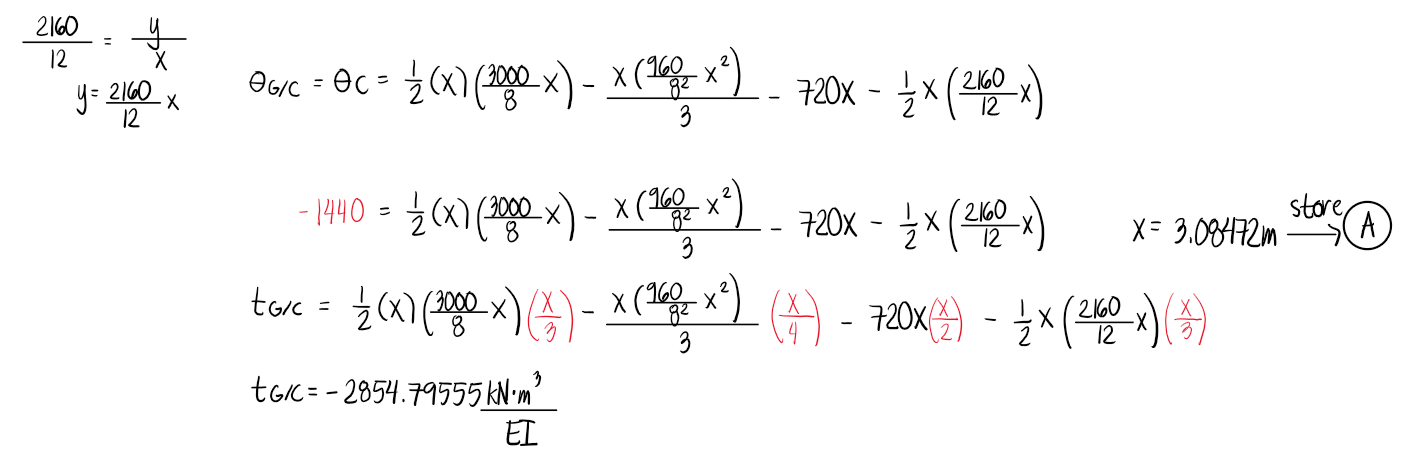 2160/12 = y/x
y = 2160/12 x
θG/C = θC = 1/2 (x) (3000/8 x) - x(960/8² x²)/3 - 720x - 1/2 x (2160/12 x)
-1440 = 1/2 (x) (3000/8 x) - x(960/8² x²)/3 - 720x - 1/2 x (2160/12 x) x = 3.08472m store → A
tG/C = 1/2 (x) (3000/8 x) (x/3) - x(960/8² x²)/3 (x/4) - 720x (x/2) - 1/2 x (2160/12 x) (x/3)
tG/C = -2854.79555 kN·m³/EI